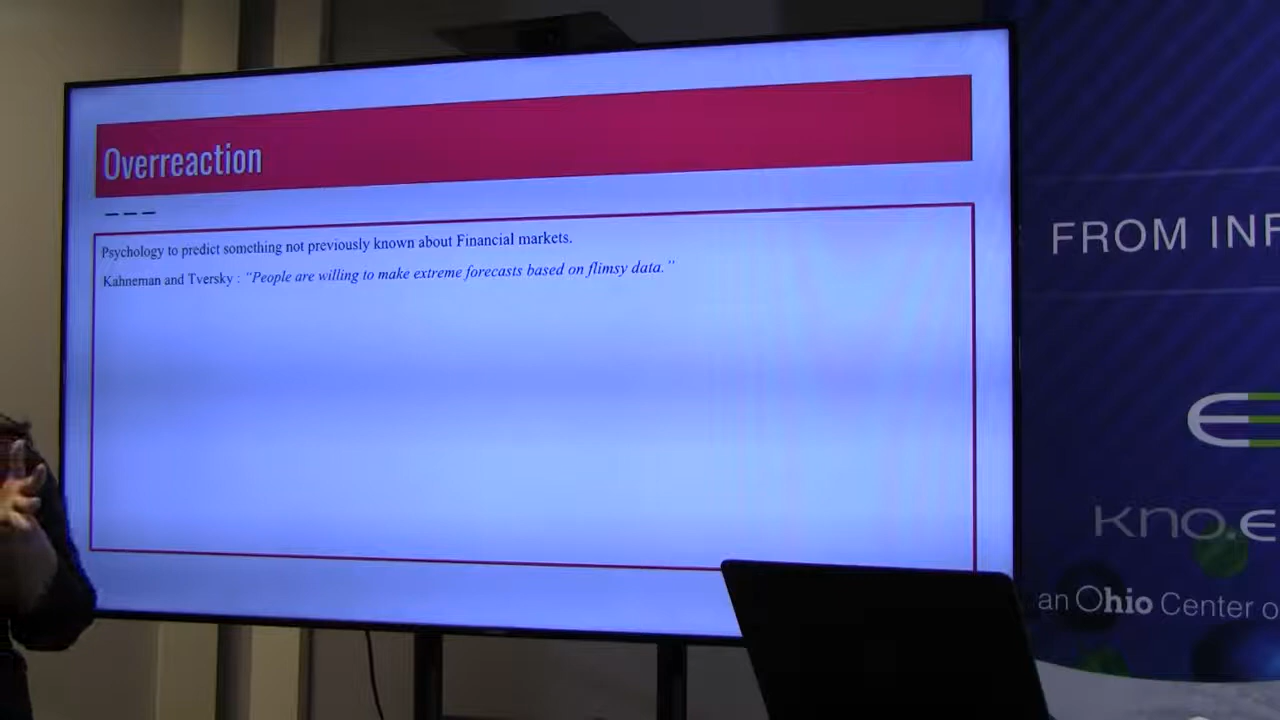 Overreaction
Psychology to predict something not previously known about Financial markets.
Kahneman and Tversky : “People are willing to make extreme forecasts based on flimsy data.”
FROM INF
kno.e
an Ohio Center o